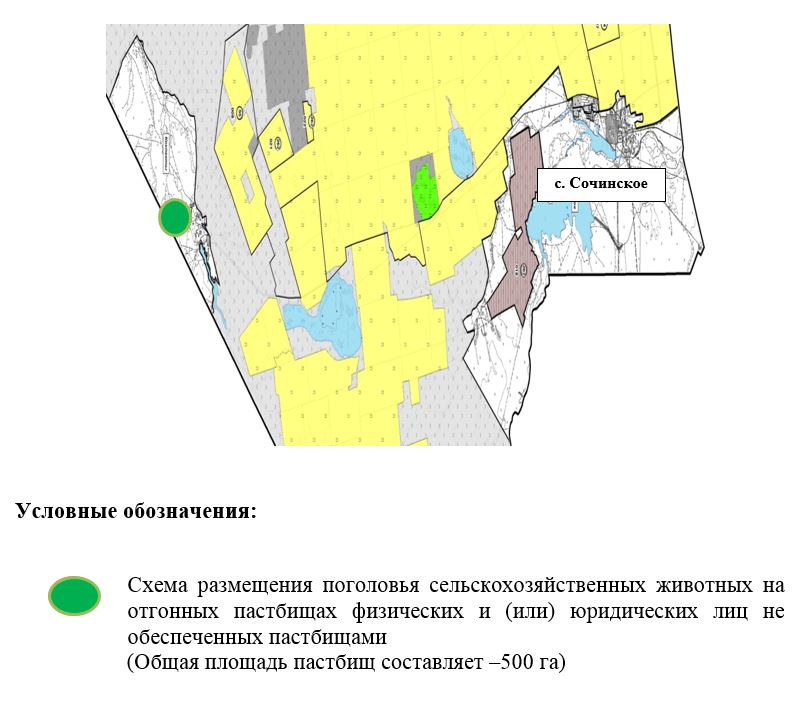 с. Сочинское
Условные обозначения:
Схема размещения поголовья сельскохозяйственных животных на
отгонных пастбищах физических и (или) юридических лиц не
обеспеченных пастбищами
(Общая площадь пастбищ составляет –500 га)